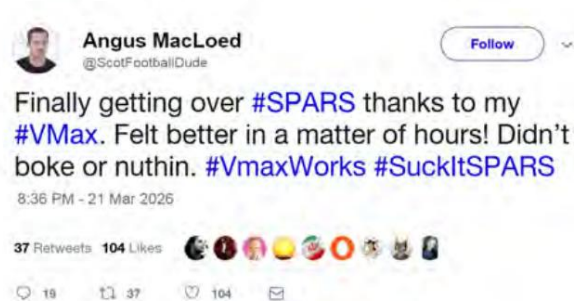 Angus MacLoed
Follow
@ScotFootballDude
Finally getting over #SPARS thanks to my
#VMax. Felt better in a matter of hours! Didn't
boke or nuthin. #VmaxWorks #SuckItSPARS
8:36 PM - 21 Mar 2026
37 Retweets 104 Likes
19 37 104